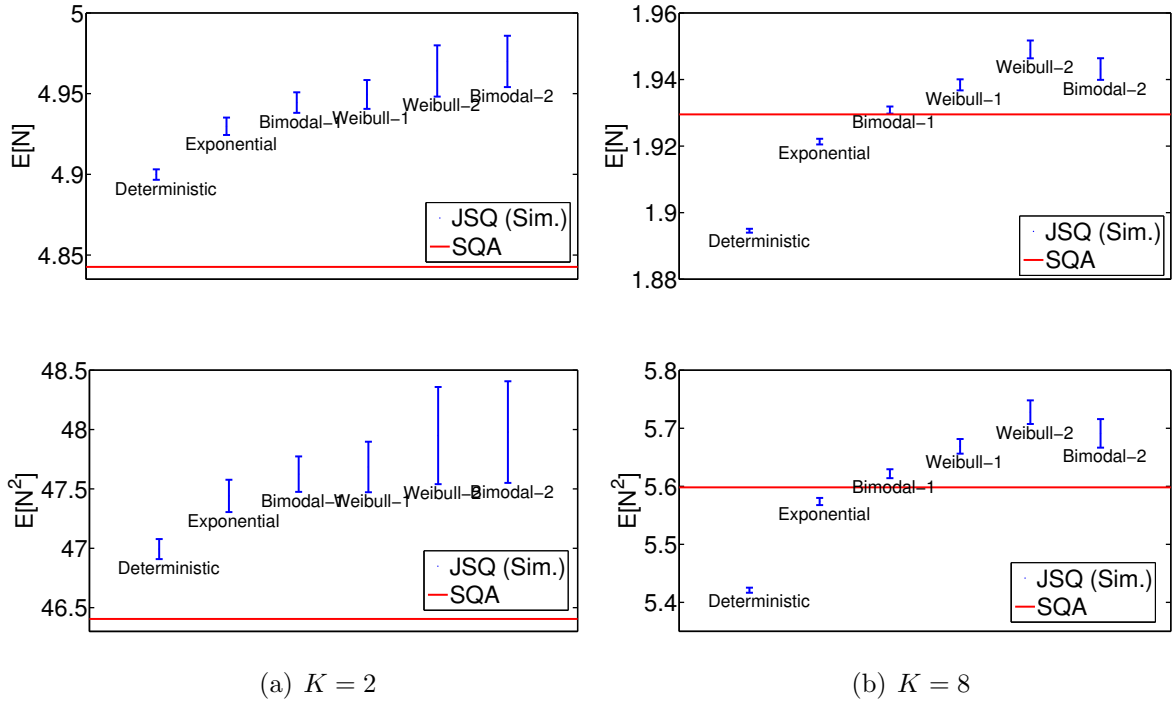 5
4.95
4.9
4.85
E[N]
Deterministic
Exponential
Bimodal-1
Weibull-1
Weibull-2
Bimodal-2
JSQ (Sim.)
SQA
1.96
1.94
1.92
1.9
1.88
E[N]
Deterministic
Exponential
Bimodal-1
Weibull-1
Weibull-2
Bimodal-2
JSQ (Sim.)
SQA
48.5
48
47.5
47
46.5
E[N²]
Deterministic
Exponential
Bimodal-1
Weibull-1
Weibull-2
Bimodal-2
JSQ (Sim.)
SQA
5.8
5.7
5.6
5.5
5.4
E[N²]
Deterministic
Exponential
Bimodal-1
Weibull-1
Weibull-2
Bimodal-2
JSQ (Sim.)
SQA
(a) K = 2
(b) K = 8